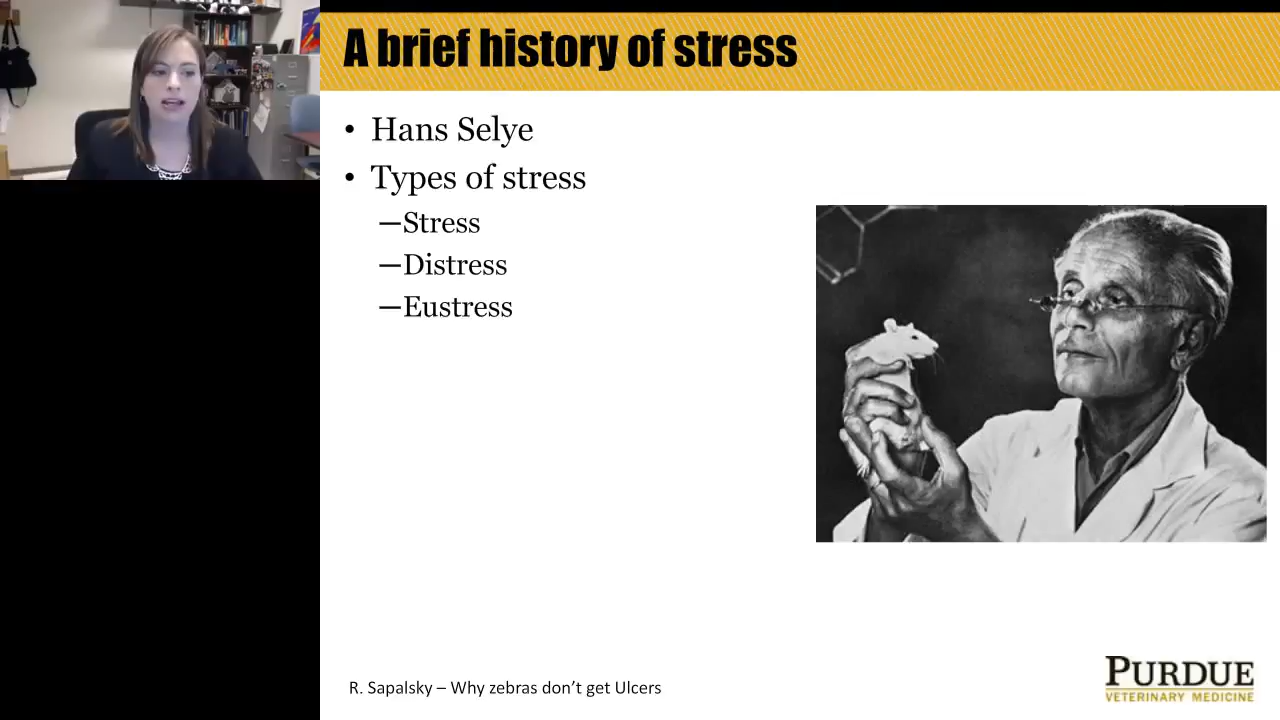 A brief history of stress
• Hans Selye
• Types of stress
—Stress
—Distress
—Eustress
R. Sapalsky – Why zebras don't get Ulcers
PURDUE
VETERINARY MEDICINE